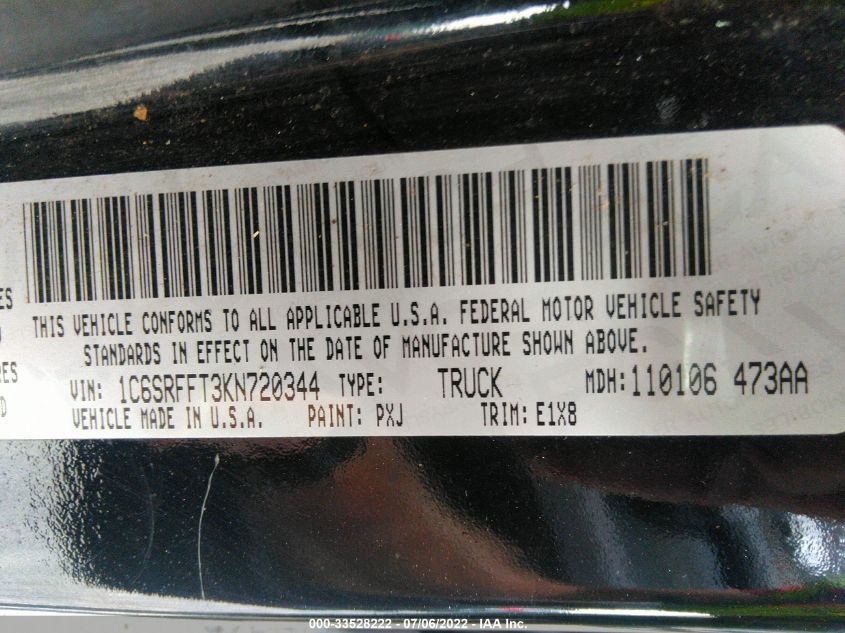 ES
THIS VEHICLE CONFORMS TO ALL APPLICABLE U.S.A. FEDERAL MOTOR VEHICLE SAFETY
STANDARDS IN EFFECT ON THE DATE OF MANUFACTURE SHOWN ABOVE.
RES
VIN: 1C6SRFFT3KN720344 TYPE: TRUCK MDH:110106 473AA
D
VEHICLE MADE IN U.S.A. PAINT: PXJ TRIM: E1X8
000-33528222 - 07/06/2022 - IAA Inc.